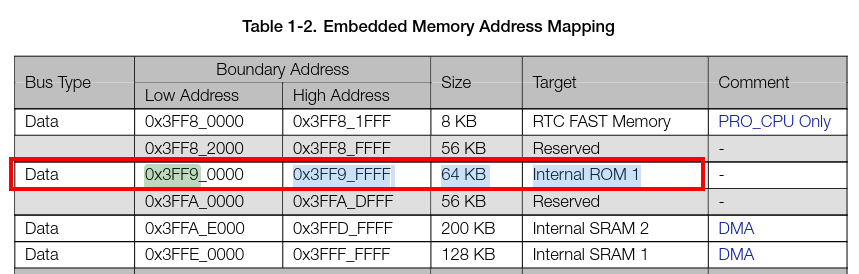 Table 1-2. Embedded Memory Address Mapping
Bus Type Boundary Address Size Target Comment
Low Address High Address
Data 0x3FF8_0000 0x3FF8_1FFF 8 KB RTC FAST Memory PRO_CPU Only
0x3FF8_2000 0x3FF8_FFFF 56 KB Reserved -
Data 0x3FF9_0000 0x3FF9_FFFF 64 KB Internal ROM 1 -
0x3FFA_0000 0x3FFA_DFFF 56 KB Reserved -
Data 0x3FFA_E000 0x3FFD_FFFF 200 KB Internal SRAM 2 DMA
Data 0x3FFE_0000 0x3FFF_FFFF 128 KB Internal SRAM 1 DMA